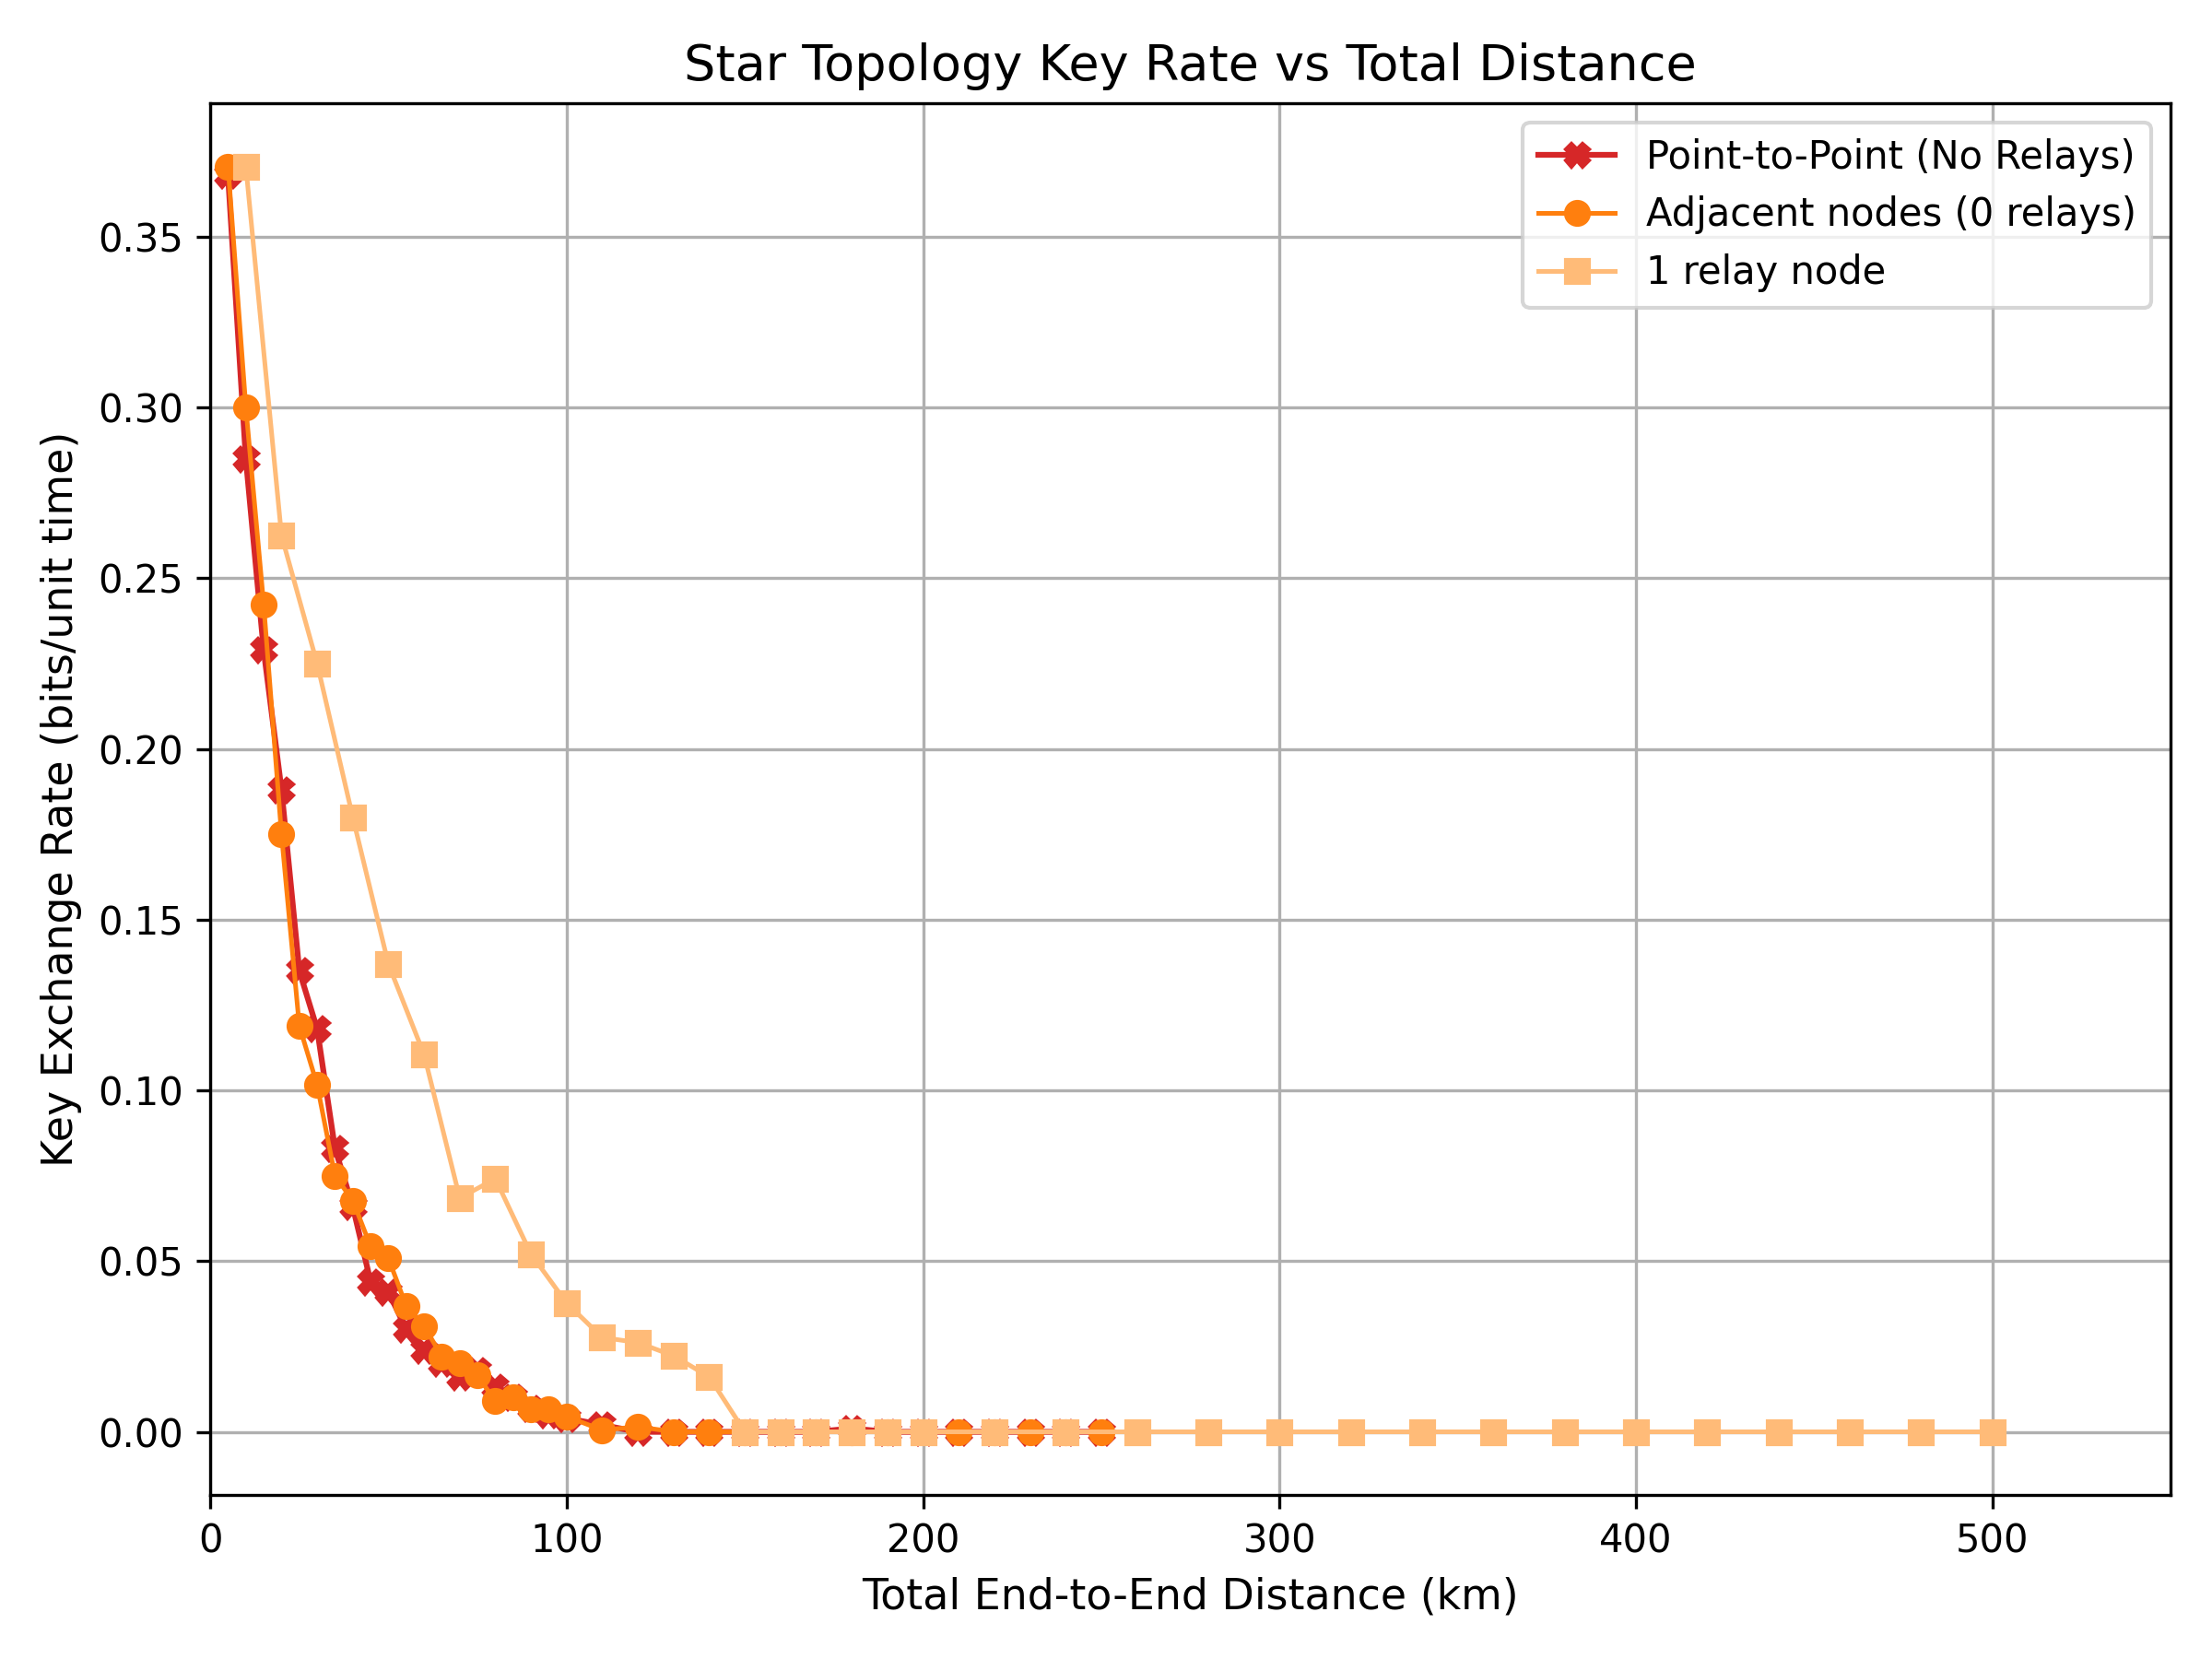 Star Topology Key Rate vs Total Distance
Point-to-Point (No Relays)
Adjacent nodes (0 relays)
1 relay node
Key Exchange Rate (bits/unit time)
0.35
0.30
0.25
0.20
0.15
0.10
0.05
0.00
0 100 200 300 400 500
Total End-to-End Distance (km)